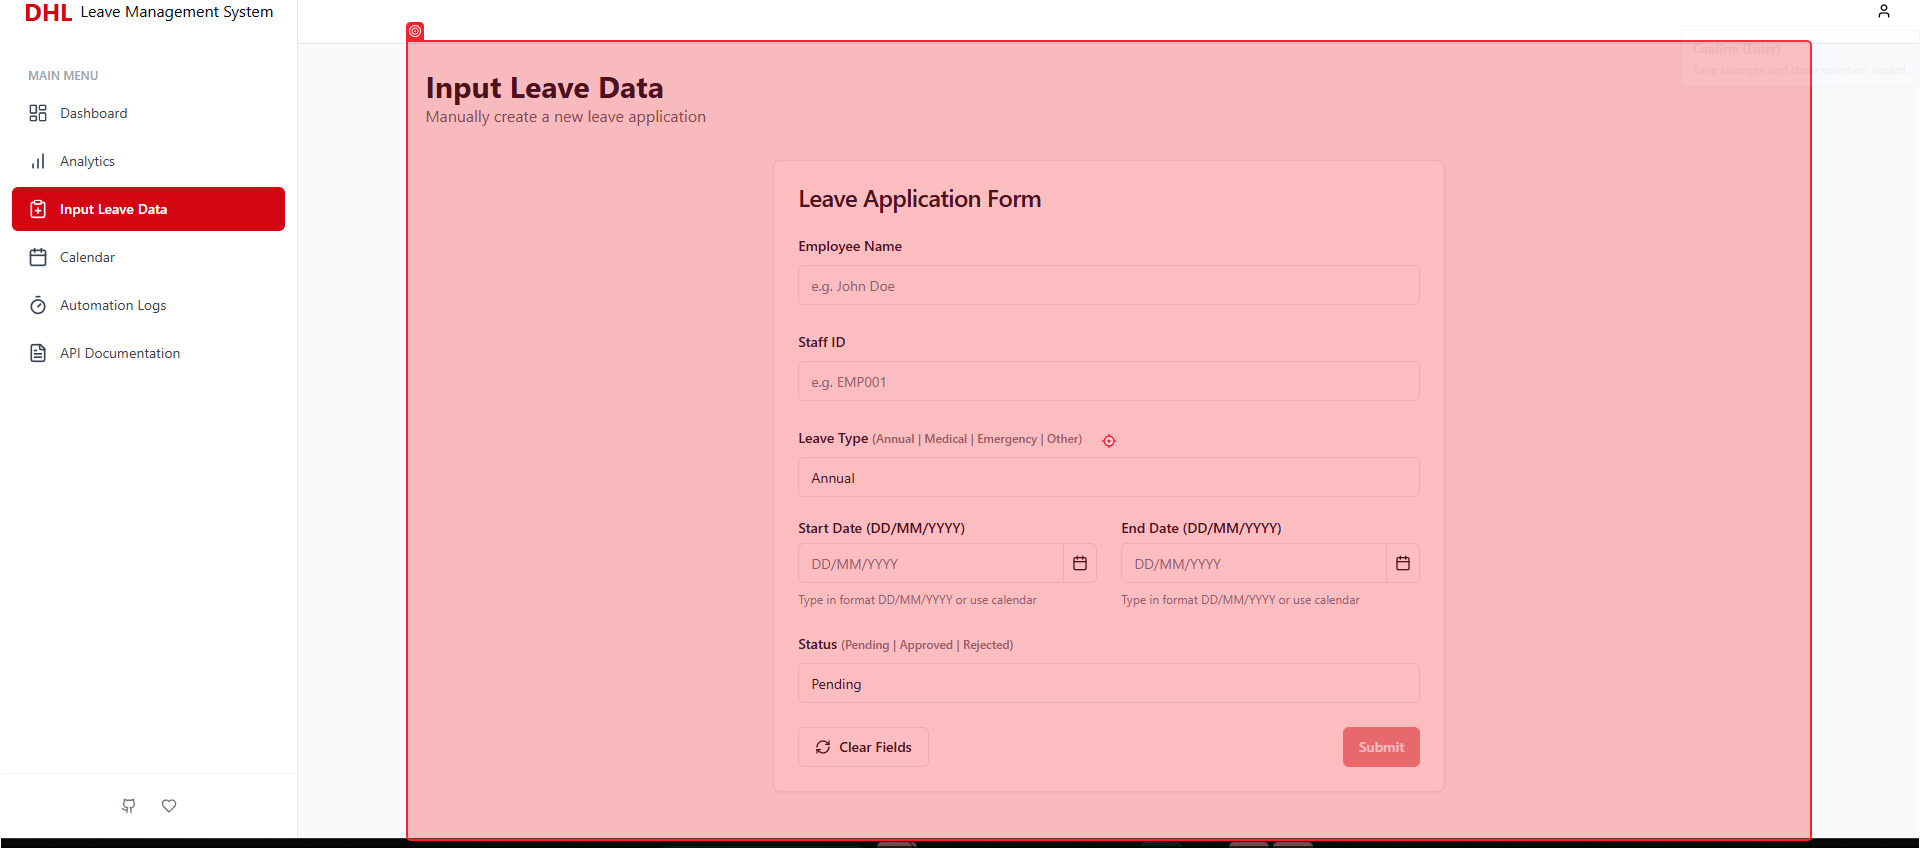 DHL Leave Management System
MAIN MENU
Dashboard
Analytics
Input Leave Data
Calendar
Automation Logs
API Documentation
Confirm (Enter)
Save changes and close selection wizard.
Input Leave Data
Manually create a new leave application
Leave Application Form
Employee Name
e.g. John Doe
Staff ID
e.g. EMP001
Leave Type (Annual | Medical | Emergency | Other)
Annual
Start Date (DD/MM/YYYY) End Date (DD/MM/YYYY)
DD/MM/YYYY DD/MM/YYYY
Type in format DD/MM/YYYY or use calendar Type in format DD/MM/YYYY or use calendar
Status (Pending | Approved | Rejected)
Pending
Clear Fields Submit